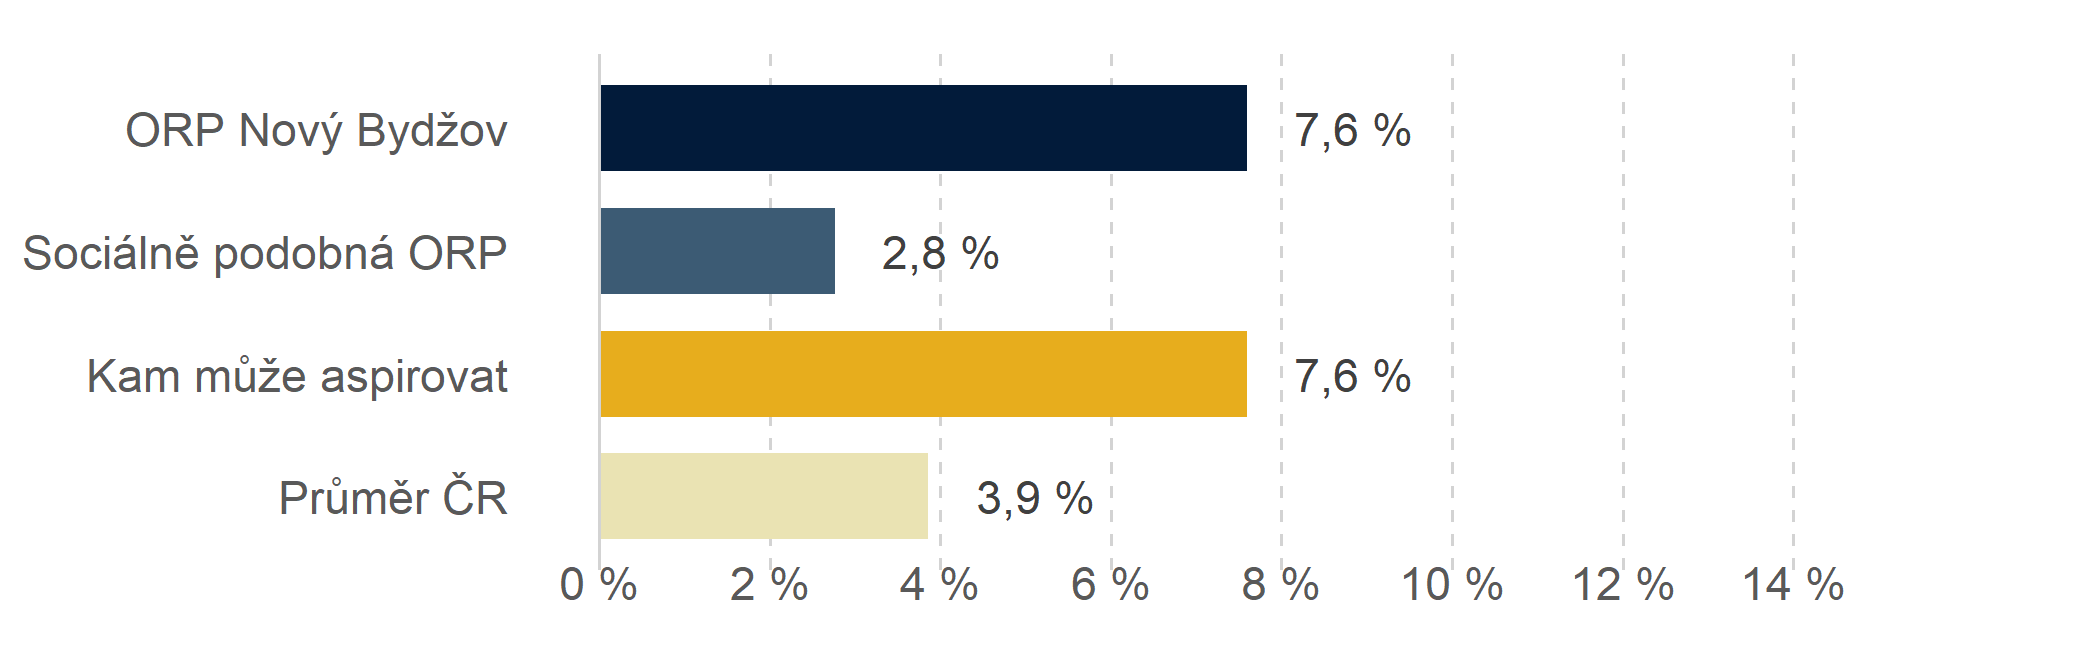 ORP Nový Bydžov
7,6 %
Sociálně podobná ORP
2,8 %
Kam může aspirovat
7,6 %
Průměr ČR
3,9 %
0 % 2 % 4 % 6 % 8 % 10 % 12 % 14 %